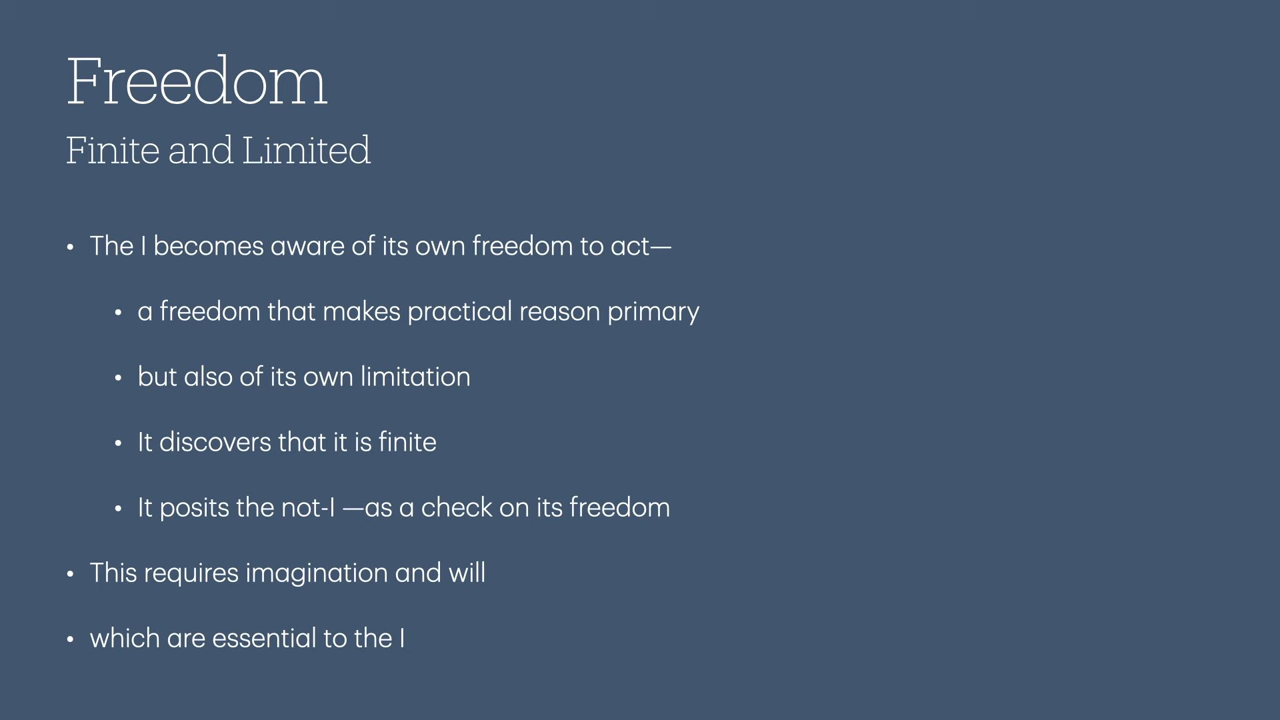 Freedom
Finite and Limited
• The I becomes aware of its own freedom to act—
• a freedom that makes practical reason primary
• but also of its own limitation
• It discovers that it is finite
• It posits the not-I —as a check on its freedom
• This requires imagination and will
• which are essential to the I